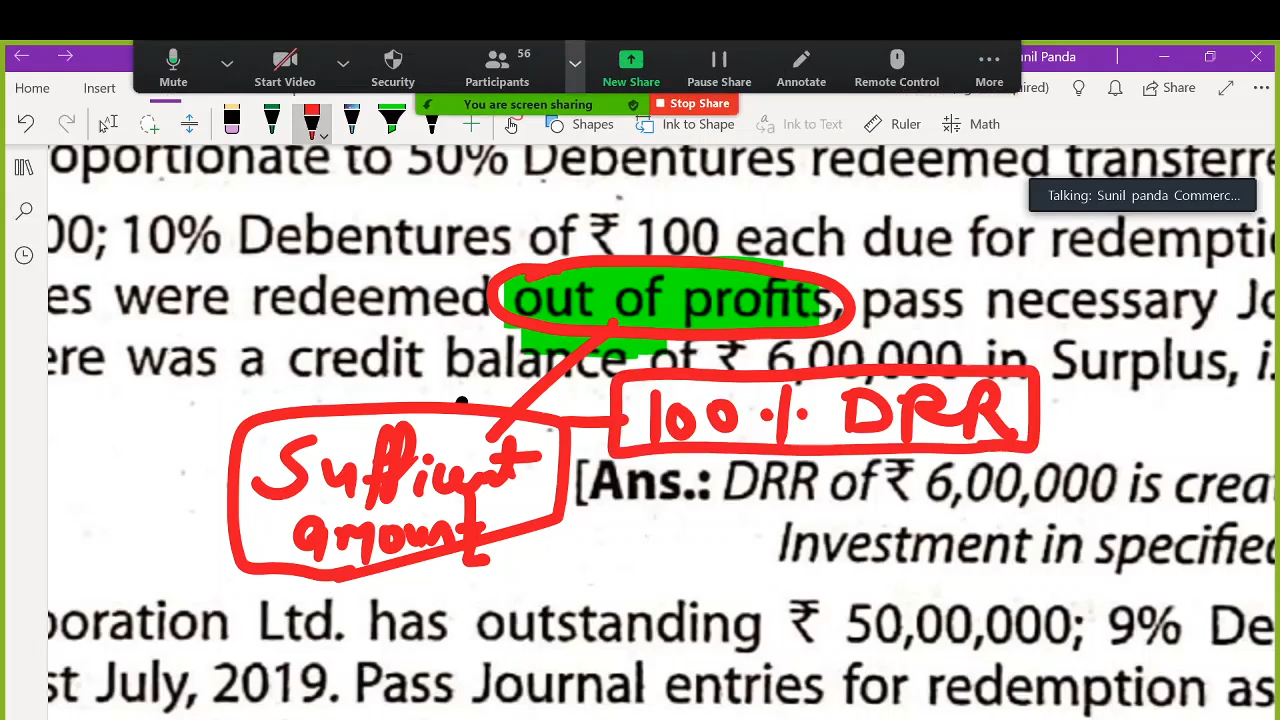 56
Mute
Start Video
Security
Participants
New Share
Pause Share
Annotate
Remote Control
More
nil Panda
You are screen sharing
Stop Share
Home
Insert
Share
Shapes
Ink to Shape
Ink to Text
Ruler
Math
Talking: Sunil panda Commerc...
oportionate to 50% Debentures redeemed transferre
00; 10% Debentures of ₹ 100 each due for redempti
es were redeemed out of profits, pass necessary Jo
ere was a credit balance of ₹ 6,00,000 in Surplus, i.
100 ·/· DRR
Sufficient
amount
[Ans.: DRR of ₹ 6,00,000 is crea
Investment in specified
poration Ltd. has outstanding ₹ 50,00,000; 9% De
st July, 2019. Pass Journal entries for redemption as